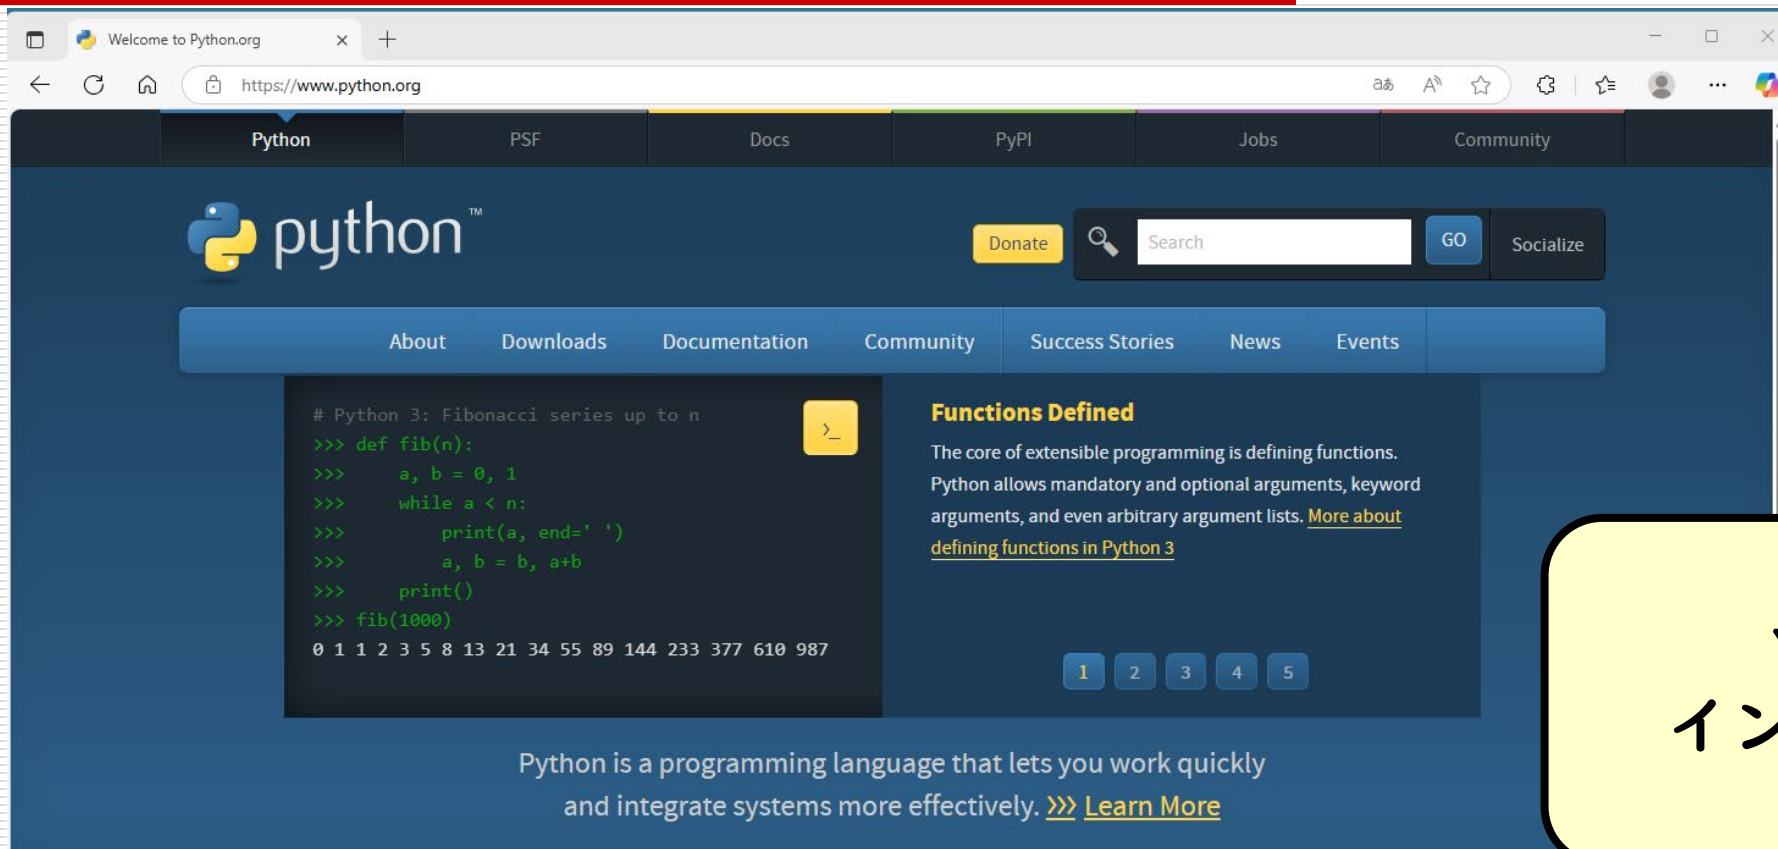 Welcome to Python.org
https://www.python.org
aあ
Python PSF Docs PyPI Jobs Community
python™
Donate Search GO Socialize
About Downloads Documentation Community Success Stories News Events
# Python 3: Fibonacci series up to n
>>> def fib(n):
>>>     a, b = 0, 1
>>>     while a < n:
>>>         print(a, end=' ')
>>>         a, b = b, a+b
>>>     print()
>>> fib(1000)
0 1 1 2 3 5 8 13 21 34 55 89 144 233 377 610 987
>_
Functions Defined
The core of extensible programming is defining functions.
Python allows mandatory and optional arguments, keyword
arguments, and even arbitrary argument lists. More about
defining functions in Python 3
1 2 3 4 5
イン
Python is a programming language that lets you work quickly
and integrate systems more effectively. >>> Learn More